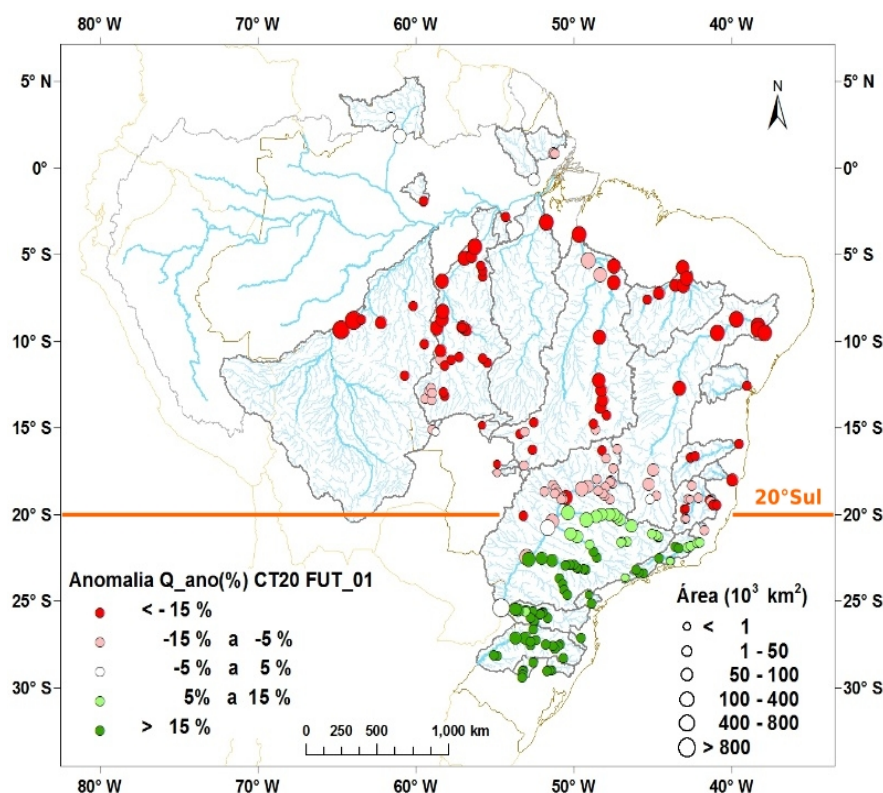 80° W 70° W 60° W 50° W 40° W
5° N 5° N
N
0° 0°
5° S 5° S
10° S 10° S
15° S 15° S
20°Sul
20° S 20° S
Anomalia Q_ano(%) CT20 FUT_01
< - 15 %
-15 % a -5 %
-5 % a 5 %
5% a 15 %
> 15 %
25° S 25° S
30° S 30° S
Área (10³ km²)
< 1
1 - 50
50 - 100
100 - 400
400 - 800
> 800
0 250 500 1,000 km
80° W 70° W 60° W 50° W 40° W